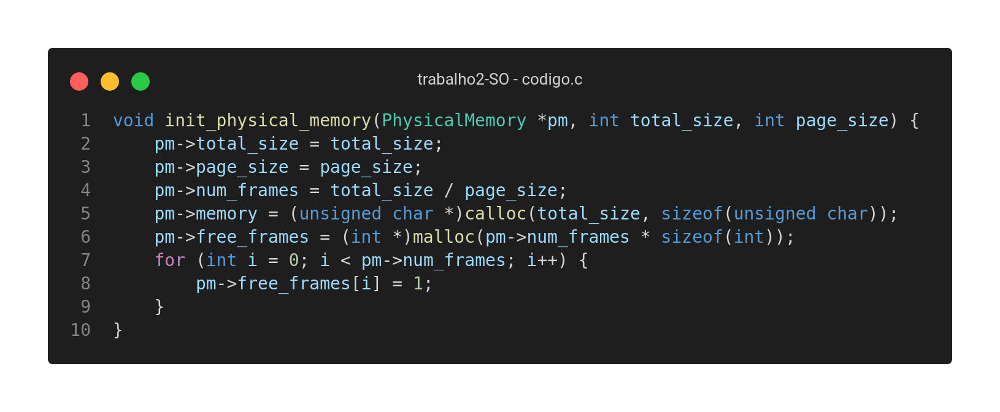 trabalho2-SO - codigo.c
1 void init_physical_memory(PhysicalMemory *pm, int total_size, int page_size) {
2     pm->total_size = total_size;
3     pm->page_size = page_size;
4     pm->num_frames = total_size / page_size;
5     pm->memory = (unsigned char *)calloc(total_size, sizeof(unsigned char));
6     pm->free_frames = (int *)malloc(pm->num_frames * sizeof(int));
7     for (int i = 0; i < pm->num_frames; i++) {
8         pm->free_frames[i] = 1;
9     }
10 }